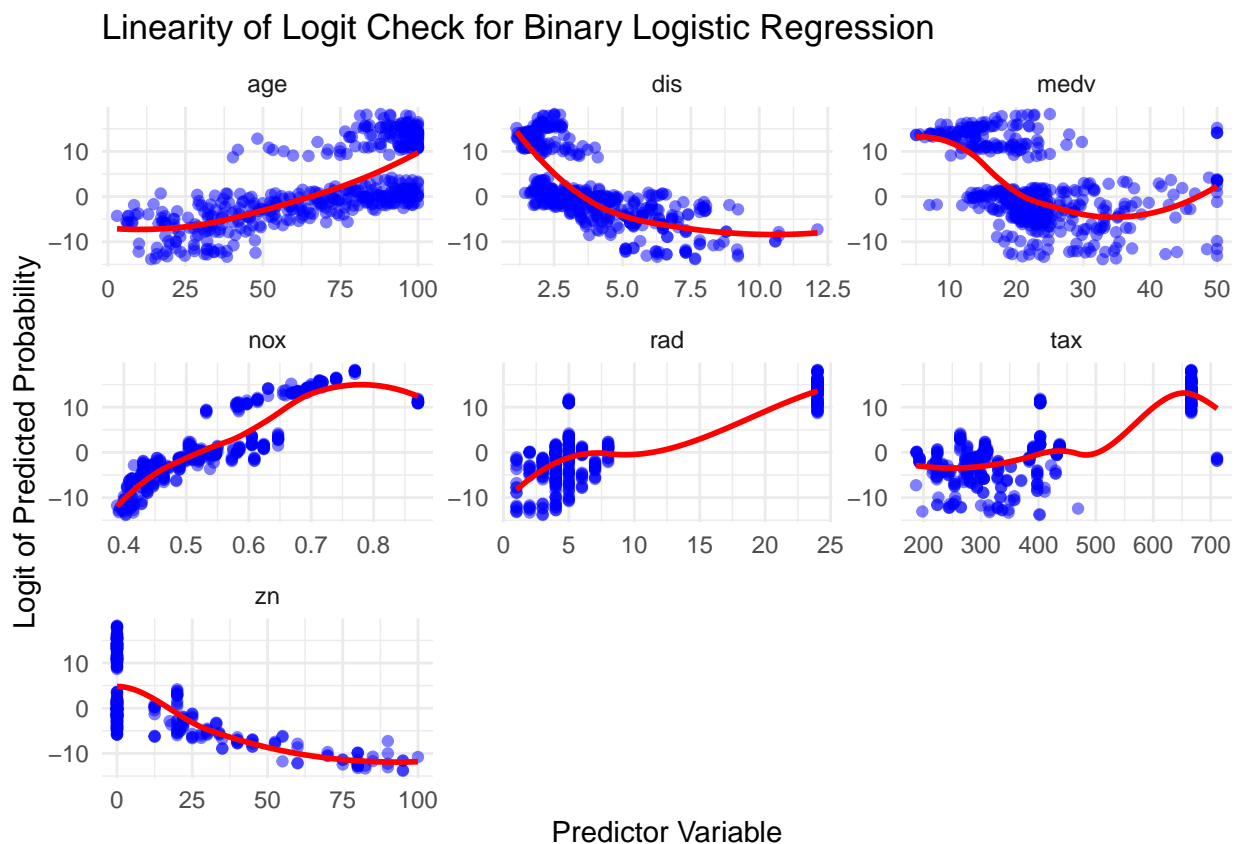 Linearity of Logit Check for Binary Logistic Regression
age dis medv
10 10 10
0 0 0
−10 −10 −10
0 25 50 75 100 2.5 5.0 7.5 10.0 12.5 10 20 30 40 50
nox rad tax
10 10 10
0 0 0
−10 −10 −10
0.4 0.5 0.6 0.7 0.8 0 5 10 15 20 25 200 300 400 500 600 700
zn
10
0
−10
0 25 50 75 100
Logit of Predicted Probability
Predictor Variable